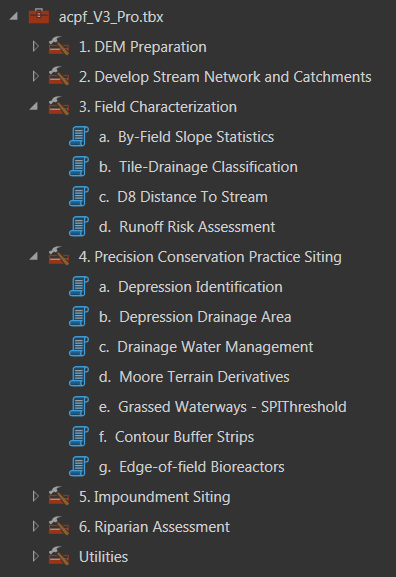 acpf_V3_Pro.tbx
1. DEM Preparation
2. Develop Stream Network and Catchments
3. Field Characterization
a. By-Field Slope Statistics
b. Tile-Drainage Classification
c. D8 Distance To Stream
d. Runoff Risk Assessment
4. Precision Conservation Practice Siting
a. Depression Identification
b. Depression Drainage Area
c. Drainage Water Management
d. Moore Terrain Derivatives
e. Grassed Waterways - SPIThreshold
f. Contour Buffer Strips
g. Edge-of-field Bioreactors
5. Impoundment Siting
6. Riparian Assessment
Utilities